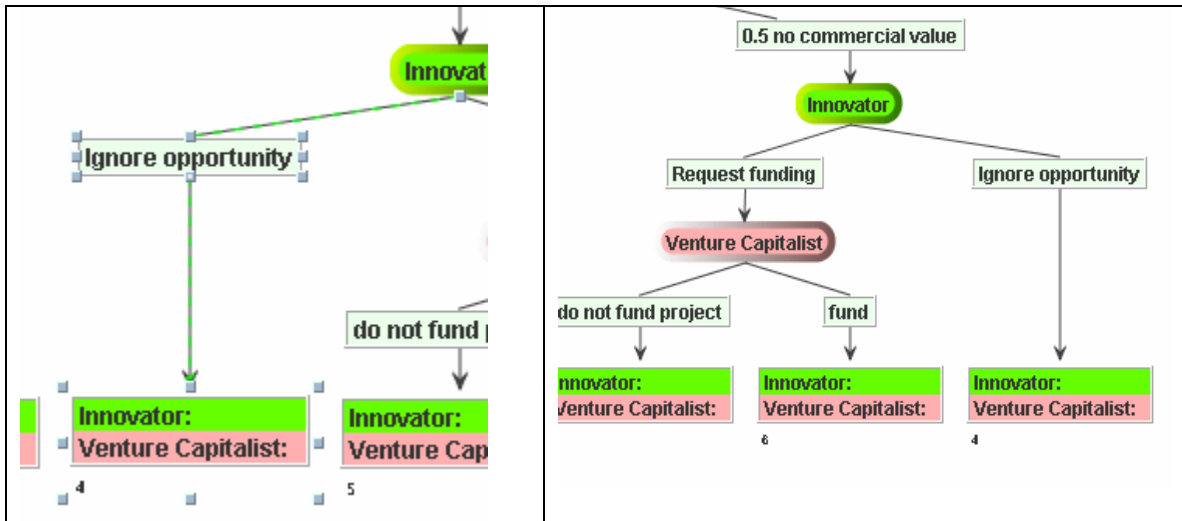 Innovat
Ignore opportunity
do not fund p
Innovator:
Venture Capitalist:
4
Innovator:
Venture Cap
5
0.5 no commercial value
Innovator
Request funding
Ignore opportunity
Venture Capitalist
do not fund project
fund
nnovator:
Venture Capitalist:
Innovator:
Venture Capitalist:
6
Innovator:
Venture Capitalist:
4